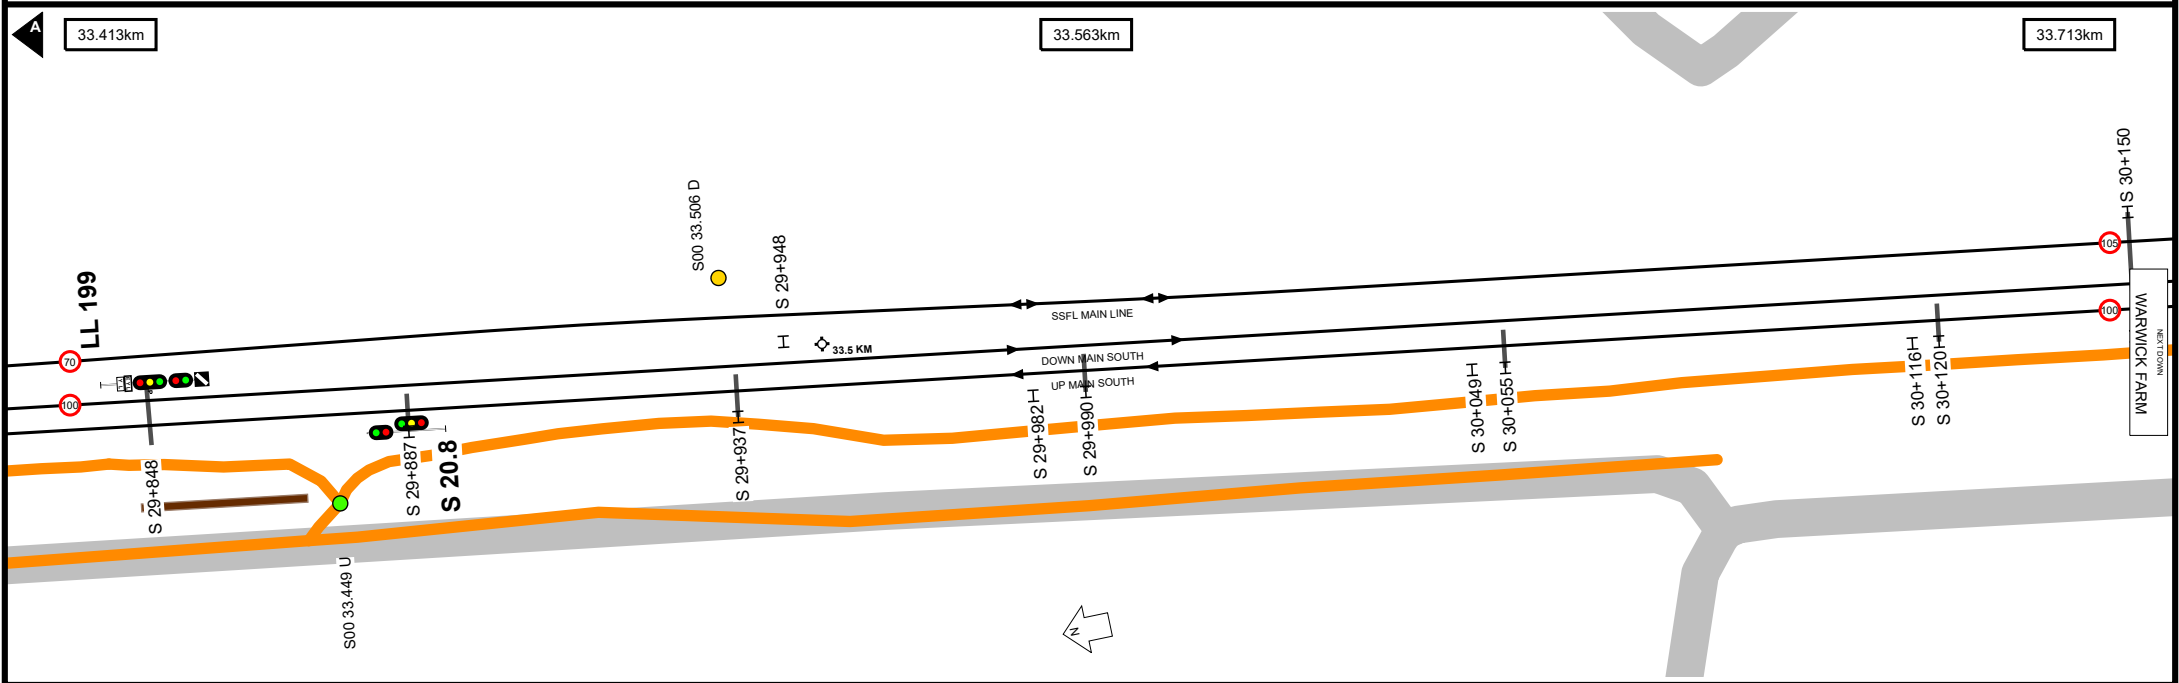 A
33.413km
33.563km
33.713km
S 30+150
S00 33.506 D
S 29+948
LL 199
105
SSFL MAIN LINE
70
33.5 KM
DOWN MAIN SOUTH
UP MAIN SOUTH
100
100
WARWICK FARM
NEXT DOWN
S 29+848
S 29+887
S 20.8
S 29+937
S 29+982
S 29+990
S 30+049
S 30+055
S 30+116
S 30+120
S00 33.449 U
N